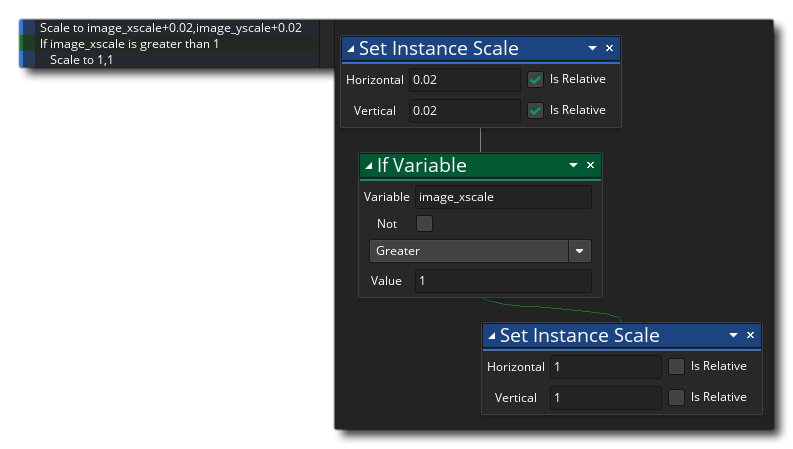 Scale to image_xscale+0.02,image_yscale+0.02
If image_xscale is greater than 1
Scale to 1,1
Set Instance Scale
Horizontal 0.02 Is Relative
Vertical 0.02 Is Relative
If Variable
Variable image_xscale
Not
Greater
Value 1
Set Instance Scale
Horizontal 1 Is Relative
Vertical 1 Is Relative